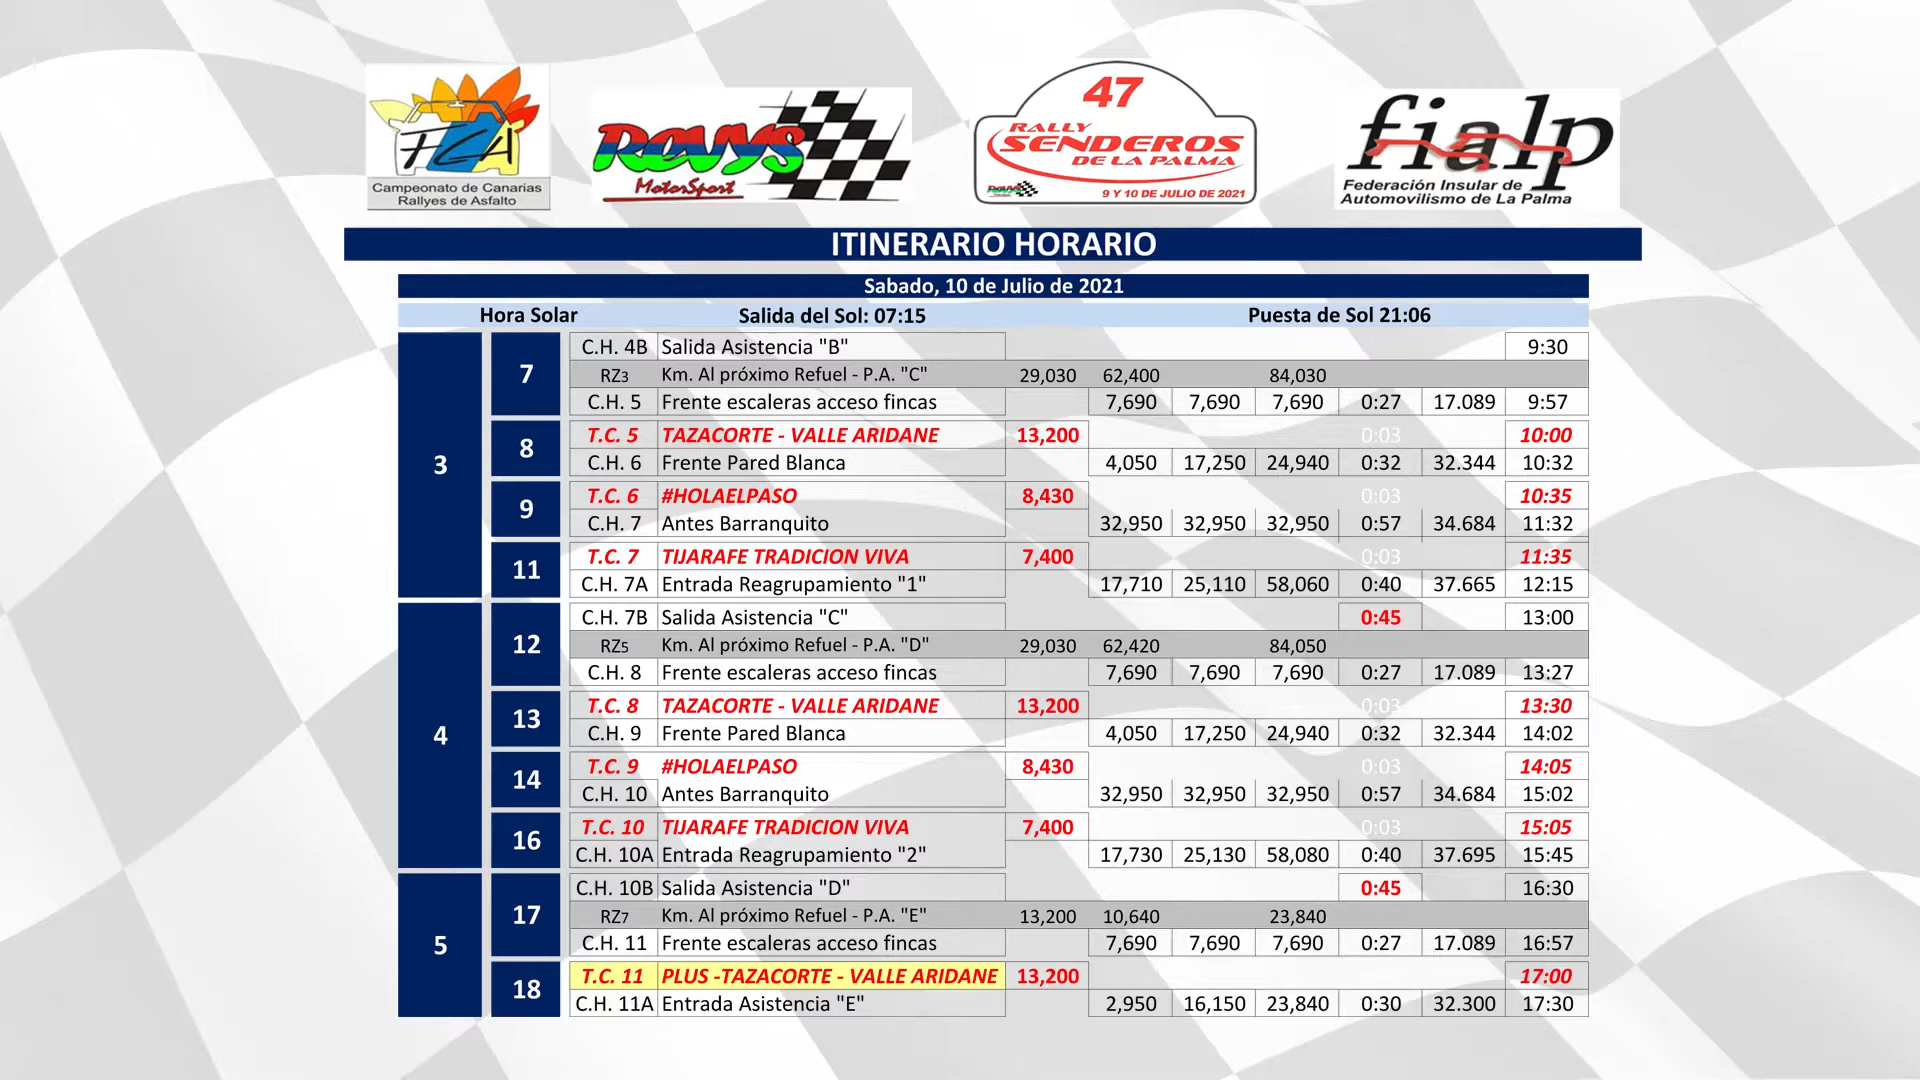 FCA
Campeonato de Canarias
Rallyes de Asfalto
ROVYS
MotorSport
47
RALLY
SENDEROS
DE LA PALMA
9 Y 10 DE JULIO DE 2021
fialp
Federación Insular de
Automovilismo de La Palma
ITINERARIO HORARIO
Sabado, 10 de Julio de 2021
Hora Solar Salida del Sol: 07:15 Puesta de Sol 21:06
3
7
C.H. 4B Salida Asistencia "B" 9:30
RZ3 Km. Al próximo Refuel - P.A. "C" 29,030 62,400 84,030
C.H. 5 Frente escaleras acceso fincas 7,690 7,690 7,690 0:27 17.089 9:57
8
T.C. 5 TAZACORTE - VALLE ARIDANE 13,200 0:03 10:00
C.H. 6 Frente Pared Blanca 4,050 17,250 24,940 0:32 32.344 10:32
9
T.C. 6 #HOLAELPASO 8,430 0:03 10:35
C.H. 7 Antes Barranquito 32,950 32,950 32,950 0:57 34.684 11:32
11
T.C. 7 TIJARAFE TRADICION VIVA 7,400 0:03 11:35
C.H. 7A Entrada Reagrupamiento "1" 17,710 25,110 58,060 0:40 37.665 12:15
4
12
C.H. 7B Salida Asistencia "C" 0:45 13:00
RZ5 Km. Al próximo Refuel - P.A. "D" 29,030 62,420 84,050
C.H. 8 Frente escaleras acceso fincas 7,690 7,690 7,690 0:27 17.089 13:27
13
T.C. 8 TAZACORTE - VALLE ARIDANE 13,200 0:03 13:30
C.H. 9 Frente Pared Blanca 4,050 17,250 24,940 0:32 32.344 14:02
14
T.C. 9 #HOLAELPASO 8,430 0:03 14:05
C.H. 10 Antes Barranquito 32,950 32,950 32,950 0:57 34.684 15:02
16
T.C. 10 TIJARAFE TRADICION VIVA 7,400 0:03 15:05
C.H. 10A Entrada Reagrupamiento "2" 17,730 25,130 58,080 0:40 37.695 15:45
5
17
C.H. 10B Salida Asistencia "D" 0:45 16:30
RZ7 Km. Al próximo Refuel - P.A. "E" 13,200 10,640 23,840
C.H. 11 Frente escaleras acceso fincas 7,690 7,690 7,690 0:27 17.089 16:57
18
T.C. 11 PLUS -TAZACORTE - VALLE ARIDANE 13,200 17:00
C.H. 11A Entrada Asistencia "E" 2,950 16,150 23,840 0:30 32.300 17:30